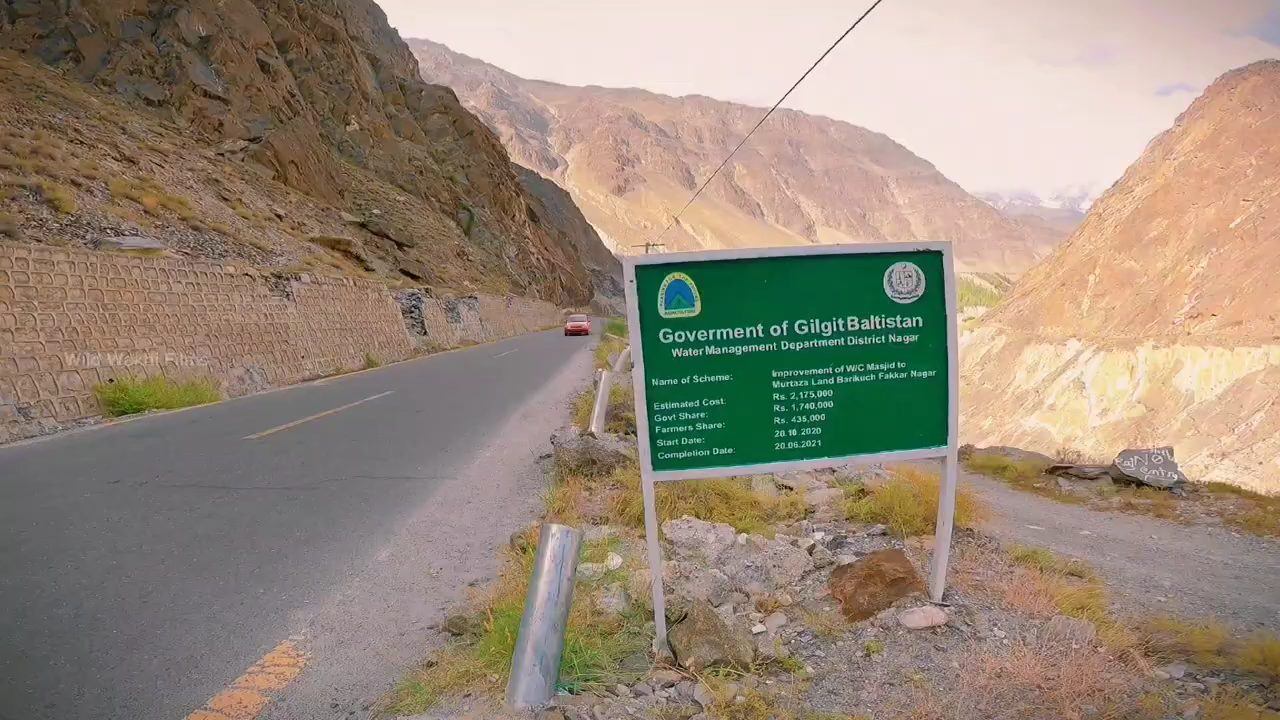 Goverment of Gilgit Baltistan
Water Management Department District Nagar
Name of Scheme: Improvement of W/C Masjid to
Murtaza Land Barikuch Fakkar Nagar
Estimated Cost: Rs. 2,175,000
Govt Share: Rs. 1,740,000
Farmers Share: Rs. 435,000
Start Date: 20.10.2020
Completion Date: 20.06.2021
Wild Wakhi Films